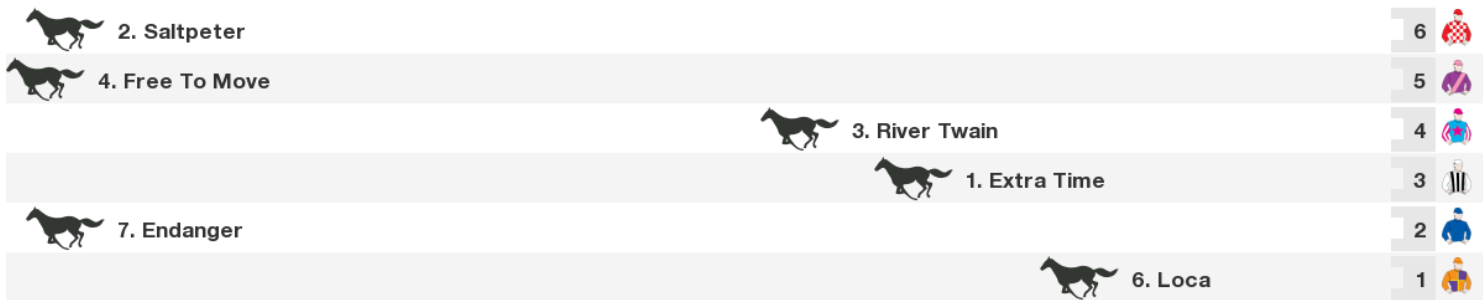 2. Saltpeter 6
4. Free To Move 5
3. River Twain 4
1. Extra Time 3
7. Endanger 2
6. Loca 1